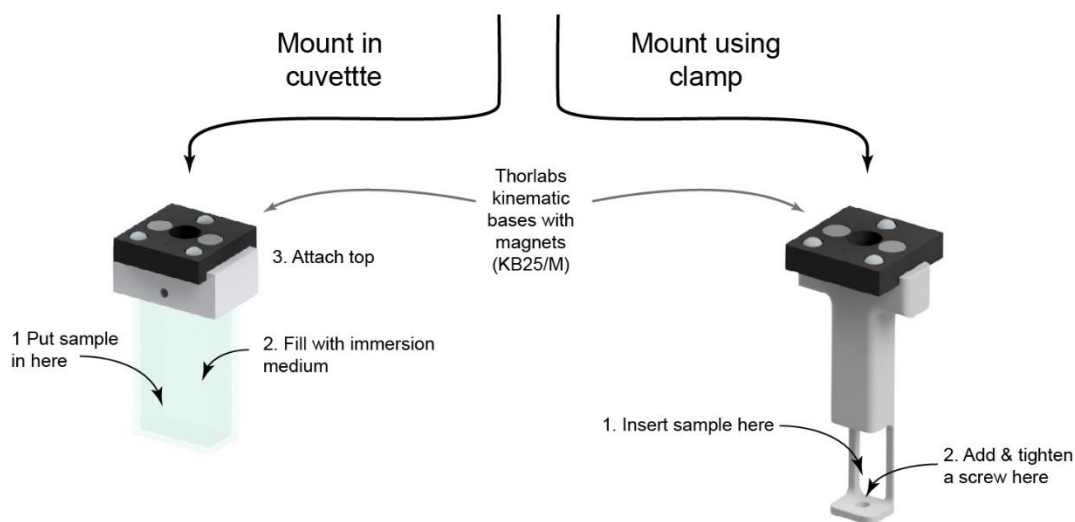 Mount in
cuvettte
Mount using
clamp
Thorlabs
kinematic
bases with
magnets
(KB25/M)
3. Attach top
1 Put sample
in here
2. Fill with immersion
medium
1. Insert sample here
2. Add & tighten
a screw here